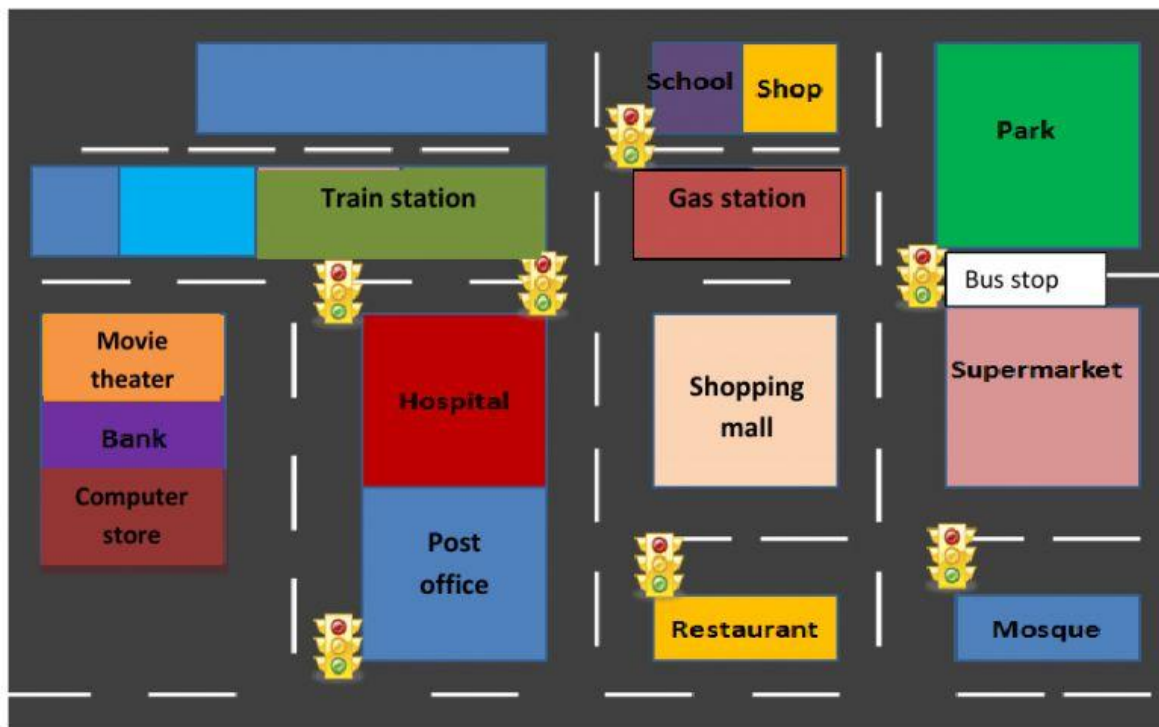 School
Shop
Park
Train station
Gas station
Bus stop
Movie
theater
Bank
Computer
store
Hospital
Post
office
Shopping
mall
Supermarket
Restaurant
Mosque